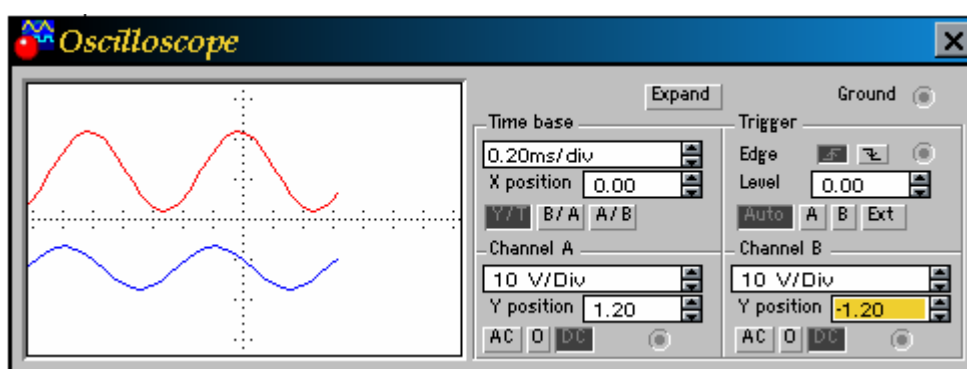 Oscilloscope
Expand
Ground
Time base
0.20ms/div
X position 0.00
Y/T B/A A/B
Trigger
Edge
Level 0.00
Auto A B Ext
Channel A
10 V/Div
Y position 1.20
AC 0 DC
Channel B
10 V/Div
Y position -1.20
AC 0 DC